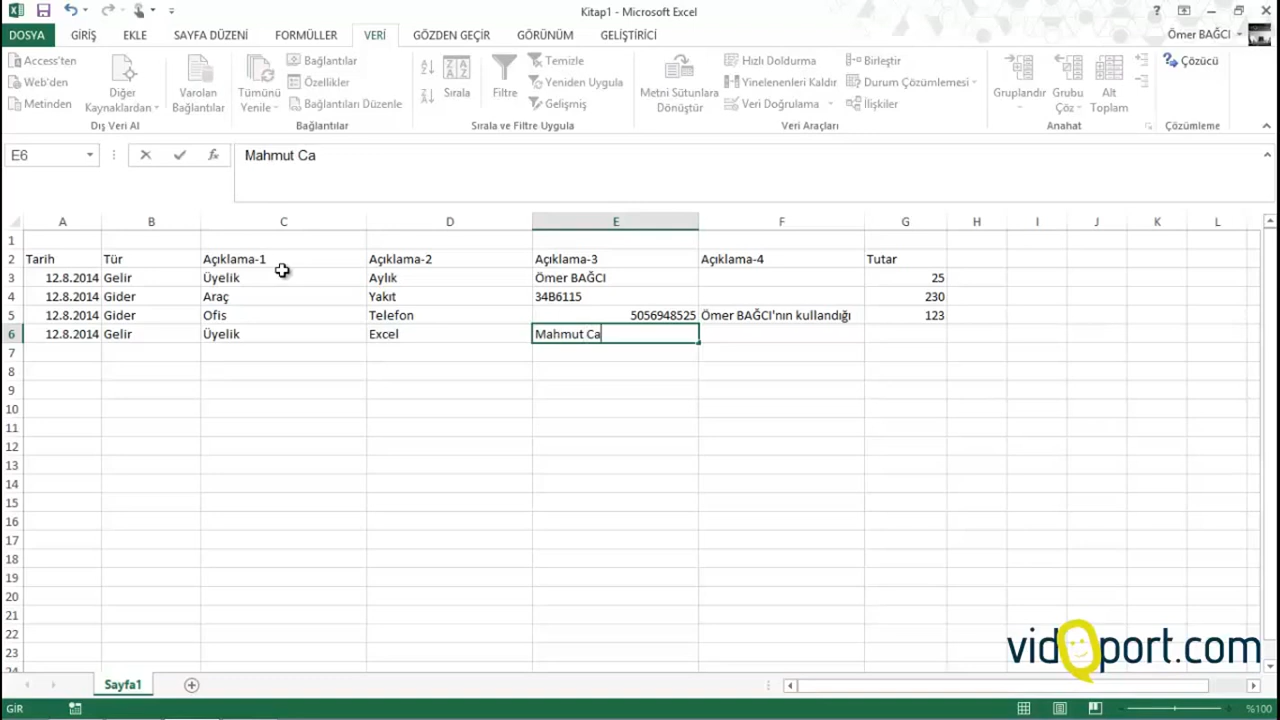 Kitap1 - Microsoft Excel
DOSYA GİRİŞ EKLE SAYFA DÜZENİ FORMÜLLER VERİ GÖZDEN GEÇİR GÖRÜNÜM GELİŞTİRİCİ Ömer BAĞCI
Access'ten
Web'den
Metinden
Diğer Kaynaklardan
Varolan Bağlantılar
Dış Veri Al
Tümünü Yenile
Bağlantılar
Özellikler
Bağlantıları Düzenle
Bağlantılar
Sırala
Filtre
Temizle
Yeniden Uygula
Gelişmiş
Sırala ve Filtre Uygula
Metni Sütunlara Dönüştür
Hızlı Doldurma
Yinelenenleri Kaldır
Veri Doğrulama
Birleştir
Durum Çözümlemesi
İlişkiler
Veri Araçları
Gruplandır
Grubu Çöz
Alt Toplam
Anahat
Çözücü
Çözümleme
E6 fx Mahmut Ca
A B C D E F G H I J K L
1
2 Tarih Tür Açıklama-1 Açıklama-2 Açıklama-3 Açıklama-4 Tutar
3 12.8.2014 Gelir Üyelik Aylık Ömer BAĞCI 25
4 12.8.2014 Gider Araç Yakıt 34B6115 230
5 12.8.2014 Gider Ofis Telefon 5056948525 Ömer BAĞCI'nın kullandığı 123
6 12.8.2014 Gelir Üyelik Excel Mahmut Ca
7
8
9
10
11
12
13
14
15
16
17
18
19
20
21
22
23
vidoport.com
Sayfa1
GİR %100